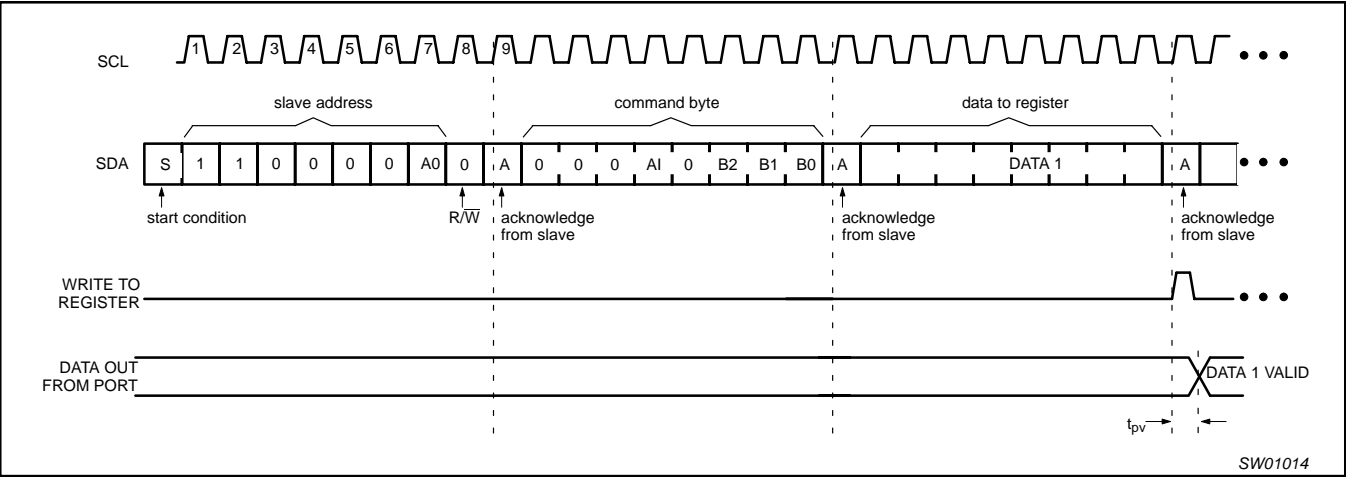 SCL 1 2 3 4 5 6 7 8 9
slave address command byte data to register
SDA S 1 1 0 0 0 0 A0 0 A 0 0 0 AI 0 B2 B1 B0 A DATA 1 A
start condition R/W̅ acknowledge acknowledge acknowledge
from slave from slave from slave
WRITE TO
REGISTER
DATA OUT
FROM PORT
DATA 1 VALID
tpv
SW01014